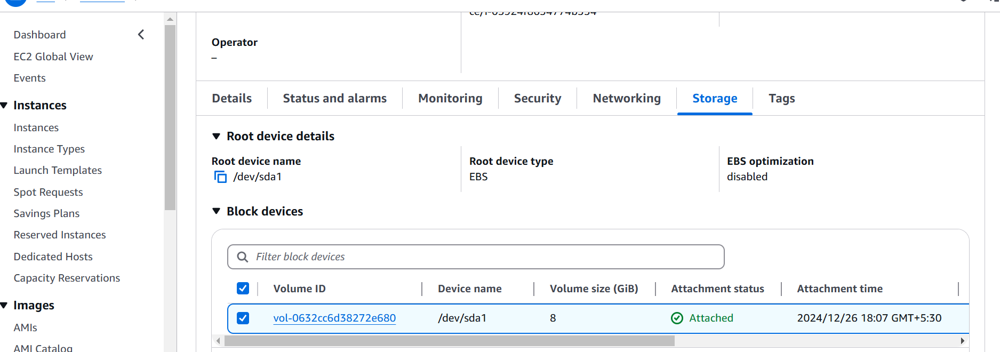 Dashboard
EC2 Global View
Events
Instances
Instances
Instance Types
Launch Templates
Spot Requests
Savings Plans
Reserved Instances
Dedicated Hosts
Capacity Reservations
Images
AMIs
AMI Catalog
Operator
–
Details
Status and alarms
Monitoring
Security
Networking
Storage
Tags
Root device details
Root device name
/dev/sda1
Root device type
EBS
EBS optimization
disabled
Block devices
Filter block devices
Volume ID
Device name
Volume size (GiB)
Attachment status
Attachment time
vol-0632cc6d38272e680
/dev/sda1
8
Attached
2024/12/26 18:07 GMT+5:30